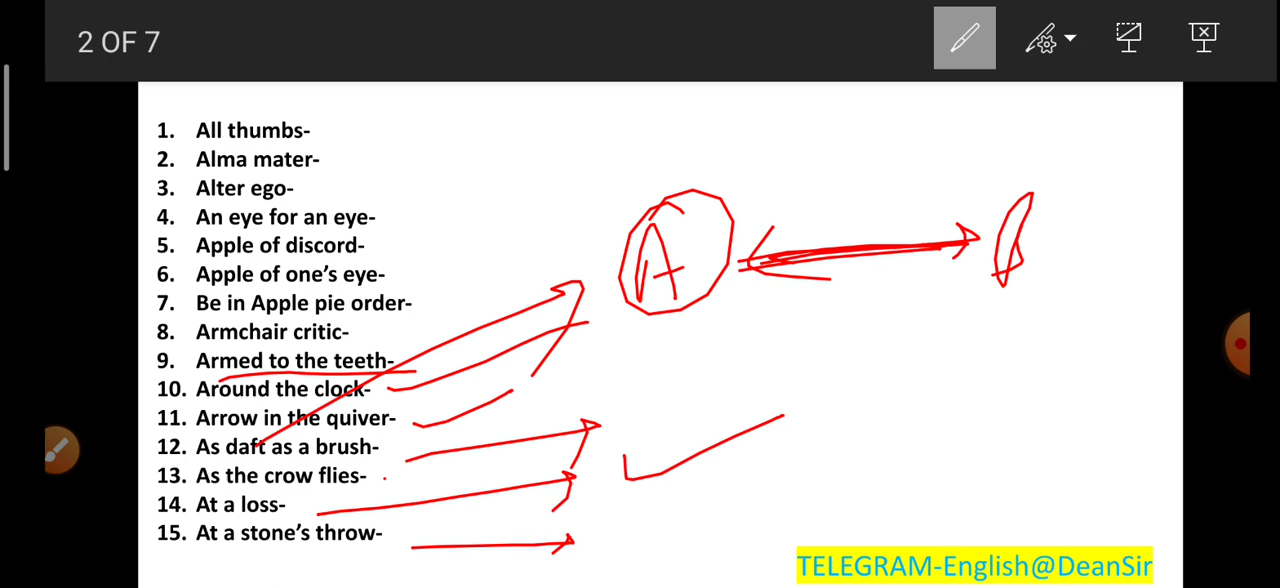 2 OF 7
1. All thumbs-
2. Alma mater-
3. Alter ego-
4. An eye for an eye-
5. Apple of discord-
6. Apple of one's eye-
7. Be in Apple pie order-
8. Armchair critic-
9. Armed to the teeth-
10. Around the clock-
11. Arrow in the quiver-
12. As daft as a brush-
13. As the crow flies-
14. At a loss-
15. At a stone's throw-
A
TELEGRAM-English@DeanSir